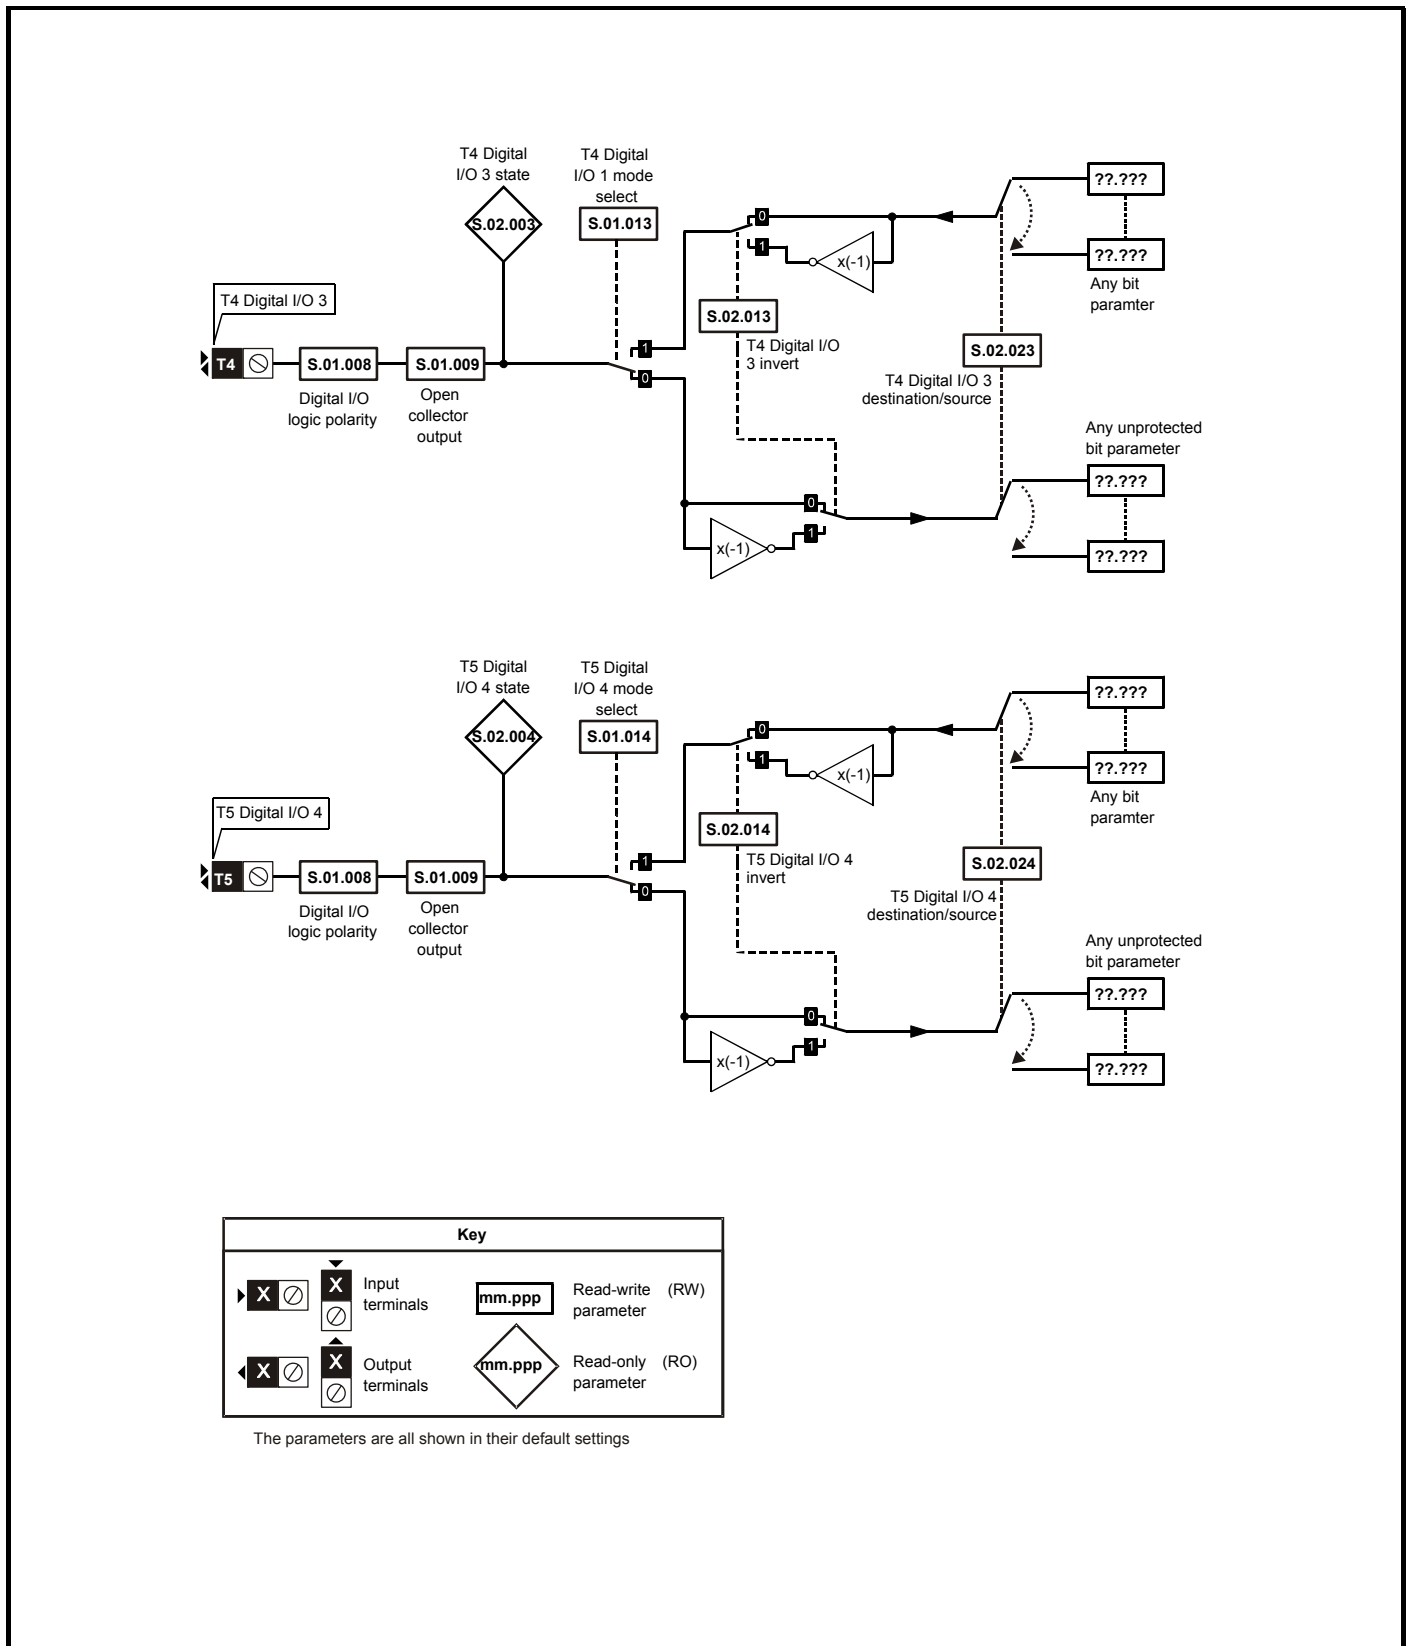 T4 Digital
I/O 3 state
T4 Digital
I/O 1 mode
select
S.02.003
S.01.013
0
1
x(-1)
??.???
??.???
Any bit
paramter
T4 Digital I/O 3
S.02.013
T4 Digital I/O
3 invert
S.02.023
T4 Digital I/O 3
destination/source
T4
S.01.008
S.01.009
1
0
Digital I/O
logic polarity
Open
collector
output
Any unprotected
bit parameter
??.???
??.???
0
1
x(-1)
T5 Digital
I/O 4 state
T5 Digital
I/O 4 mode
select
S.02.004
S.01.014
0
1
x(-1)
??.???
??.???
Any bit
paramter
T5 Digital I/O 4
S.02.014
T5 Digital I/O 4
invert
S.02.024
T5 Digital I/O 4
destination/source
T5
S.01.008
S.01.009
1
0
Digital I/O
logic polarity
Open
collector
output
Any unprotected
bit parameter
??.???
??.???
0
1
x(-1)
Key
X
X
Input
terminals
mm.ppp
Read-write (RW)
parameter
X
X
Output
terminals
mm.ppp
Read-only (RO)
parameter
The parameters are all shown in their default settings